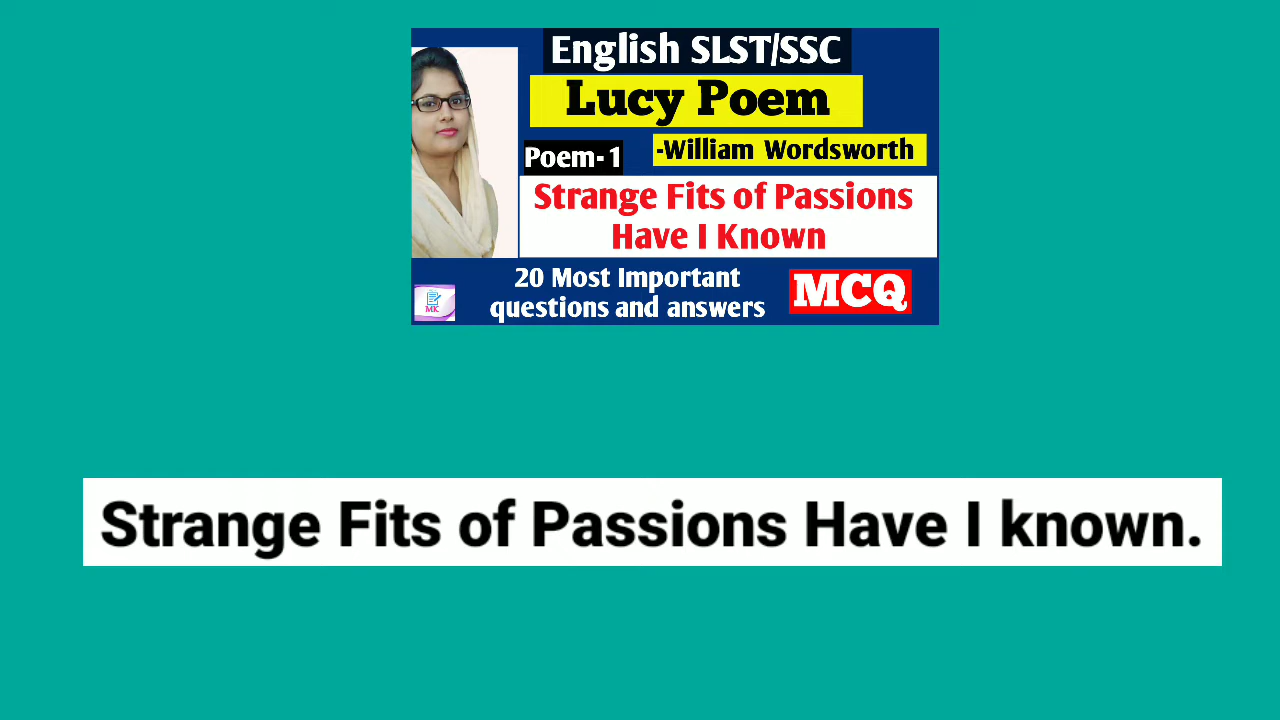 English SLST/SSC
Lucy Poem
Poem-1
-William Wordsworth
Strange Fits of Passions
Have I Known
20 Most Important
questions and answers
MCQ
MK
Strange Fits of Passions Have I known.